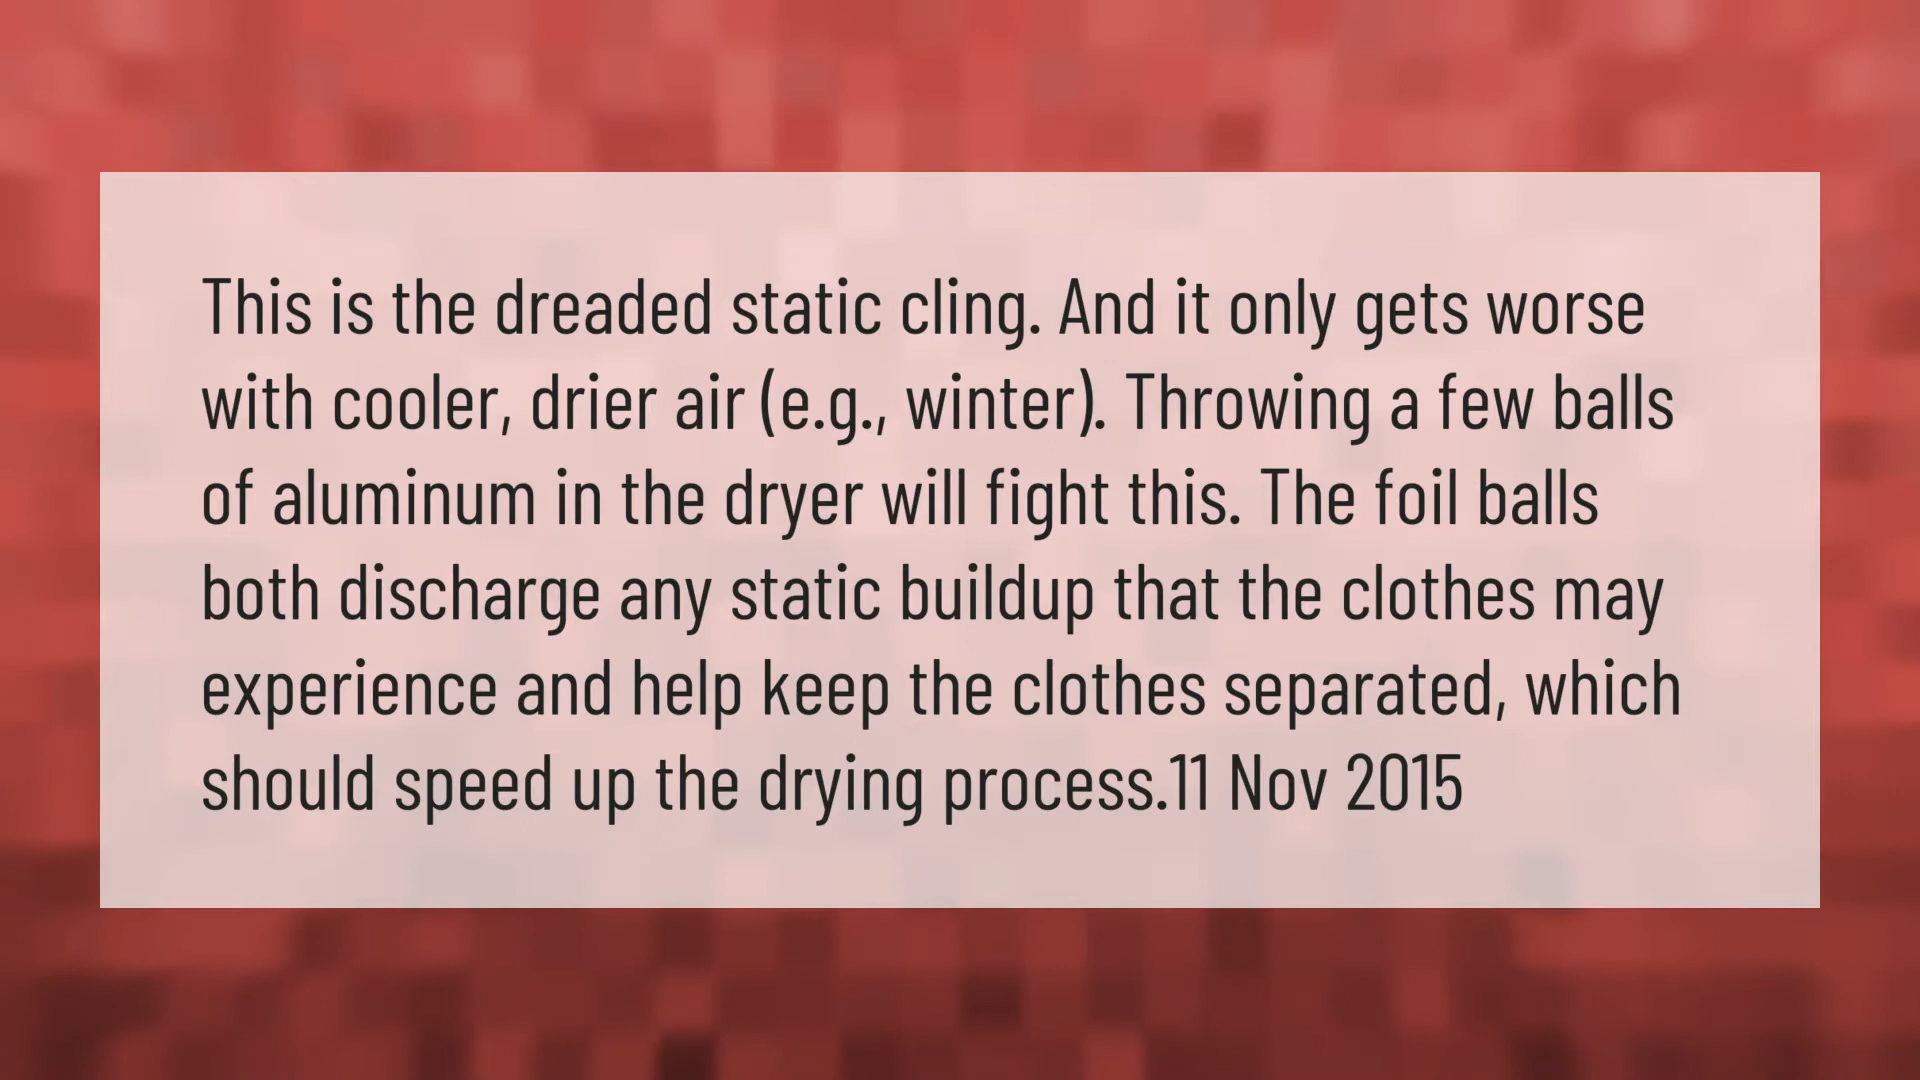 This is the dreaded static cling. And it only gets worse
with cooler, drier air (e.g., winter). Throwing a few balls
of aluminum in the dryer will fight this. The foil balls
both discharge any static buildup that the clothes may
experience and help keep the clothes separated, which
should speed up the drying process.11 Nov 2015